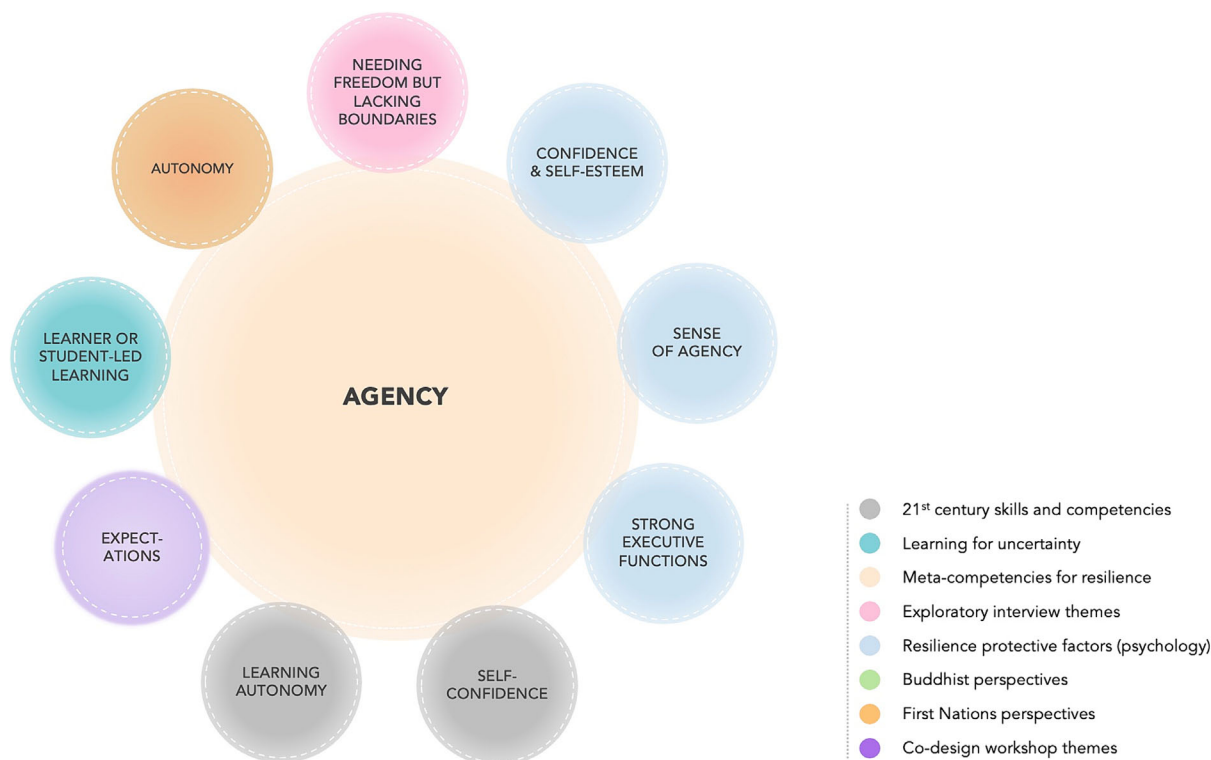 NEEDING
FREEDOM BUT
LACKING
BOUNDARIES
CONFIDENCE
& SELF-ESTEEM
AUTONOMY
SENSE
OF AGENCY
LEARNER OR
STUDENT-LED
LEARNING
AGENCY
STRONG
EXECUTIVE
FUNCTIONS
EXPECT-
ATIONS
LEARNING
AUTONOMY
SELF-
CONFIDENCE
21st century skills and competencies
Learning for uncertainty
Meta-competencies for resilience
Exploratory interview themes
Resilience protective factors (psychology)
Buddhist perspectives
First Nations perspectives
Co-design workshop themes